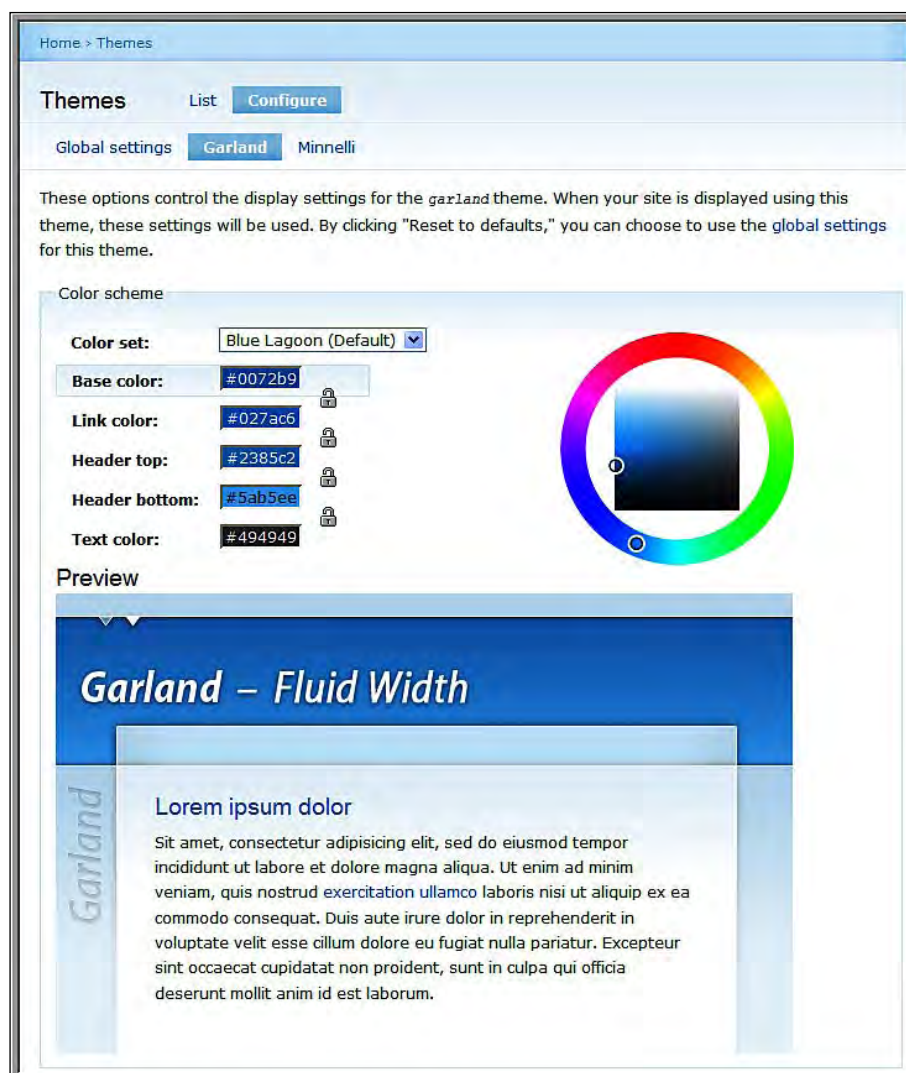 Home > Themes
Themes List Configure
Global settings Garland Minnelli
These options control the display settings for the garland theme. When your site is displayed using this
theme, these settings will be used. By clicking "Reset to defaults," you can choose to use the global settings
for this theme.
Color scheme
Color set: Blue Lagoon (Default)
Base color: #0072b9
Link color: #027ac6
Header top: #2385c2
Header bottom: #5ab5ee
Text color: #494949
Preview
Garland – Fluid Width
Garland
Lorem ipsum dolor
Sit amet, consectetur adipisicing elit, sed do eiusmod tempor
incididunt ut labore et dolore magna aliqua. Ut enim ad minim
veniam, quis nostrud exercitation ullamco laboris nisi ut aliquip ex ea
commodo consequat. Duis aute irure dolor in reprehenderit in
voluptate velit esse cillum dolore eu fugiat nulla pariatur. Excepteur
sint occaecat cupidatat non proident, sunt in culpa qui officia
deserunt mollit anim id est laborum.